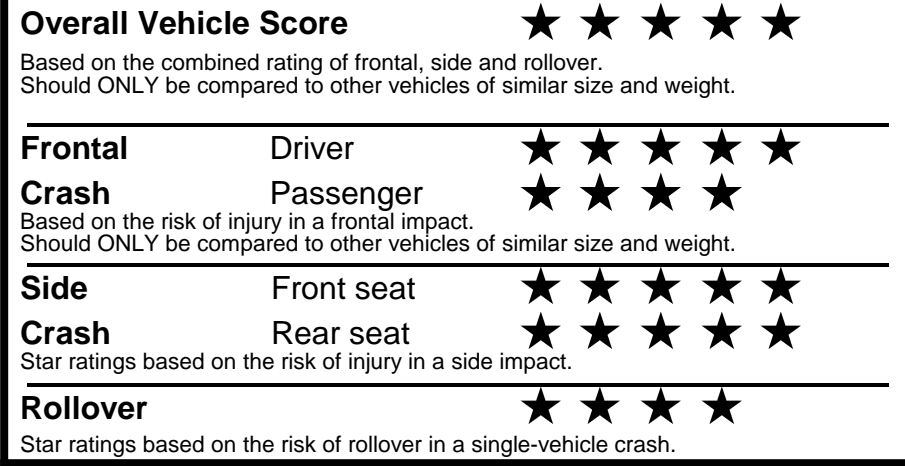 Overall Vehicle Score ★ ★ ★ ★ ★
Based on the combined rating of frontal, side and rollover.
Should ONLY be compared to other vehicles of similar size and weight.
Frontal Driver ★ ★ ★ ★ ★
Crash Passenger ★ ★ ★ ★
Based on the risk of injury in a frontal impact.
Should ONLY be compared to other vehicles of similar size and weight.
Side Front seat ★ ★ ★ ★ ★
Crash Rear seat ★ ★ ★ ★ ★
Star ratings based on the risk of injury in a side impact.
Rollover ★ ★ ★ ★
Star ratings based on the risk of rollover in a single-vehicle crash.